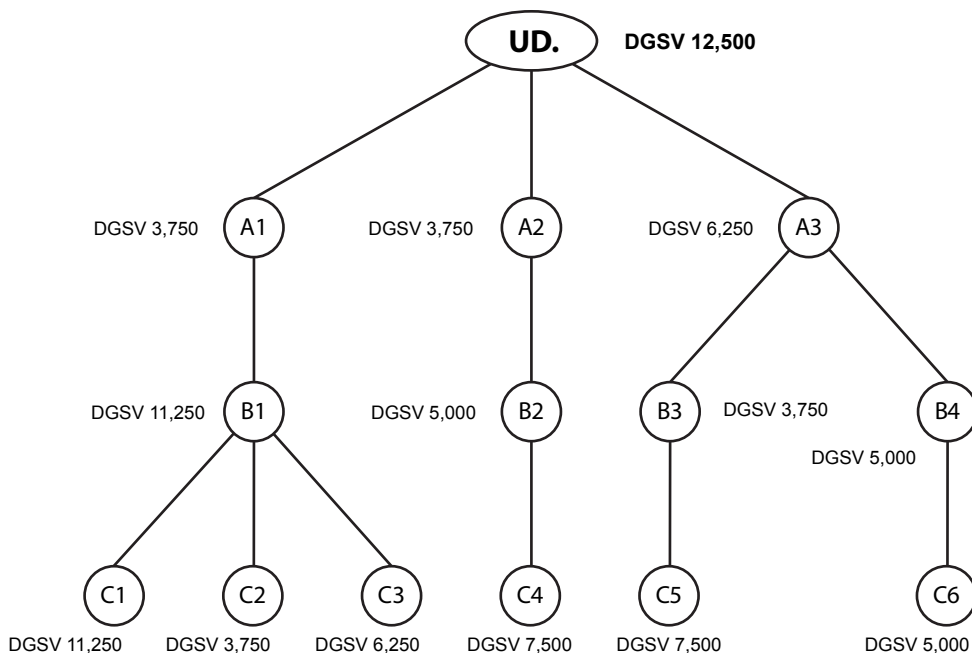 UD.
DGSV 12,500
DGSV 3,750
A1
DGSV 3,750
A2
DGSV 6,250
A3
DGSV 11,250
B1
DGSV 5,000
B2
B3
DGSV 3,750
B4
DGSV 5,000
C1
C2
C3
C4
C5
C6
DGSV 11,250
DGSV 3,750
DGSV 6,250
DGSV 7,500
DGSV 7,500
DGSV 5,000